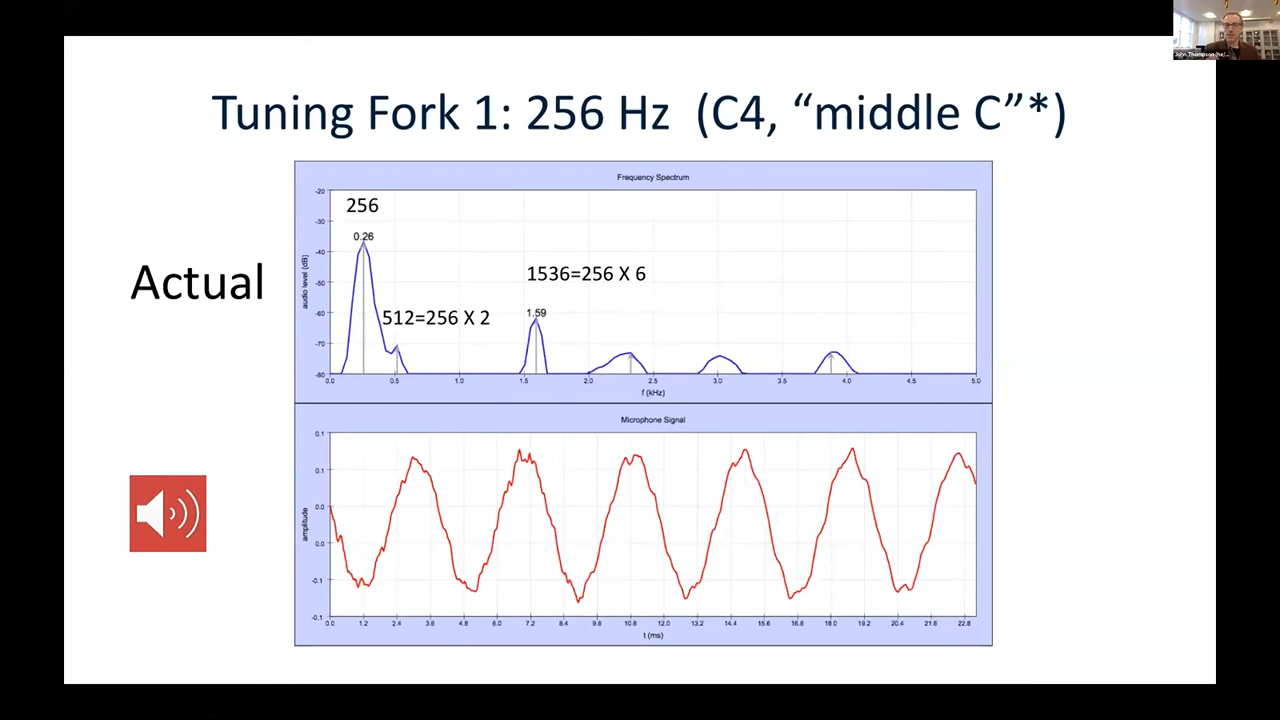 John Thompson (he/...
Tuning Fork 1: 256 Hz (C4, “middle C”*)
Frequency Spectrum
-20
-30
-40
-50
-60
-70
-80
audio level (dB)
256
0.26
512=256 X 2
1536=256 X 6
1.59
0.0 0.5 1.0 1.5 2.0 2.5 3.0 3.5 4.0 4.5 5.0
f (kHz)
Actual
Microphone Signal
0.1
0.1
0.0
0.0
-0.1
-0.1
amplitude
0.0 1.2 2.4 3.6 4.8 6.0 7.2 8.4 9.6 10.8 12.0 13.2 14.4 15.6 16.8 18.0 19.2 20.4 21.6 22.8
t (ms)